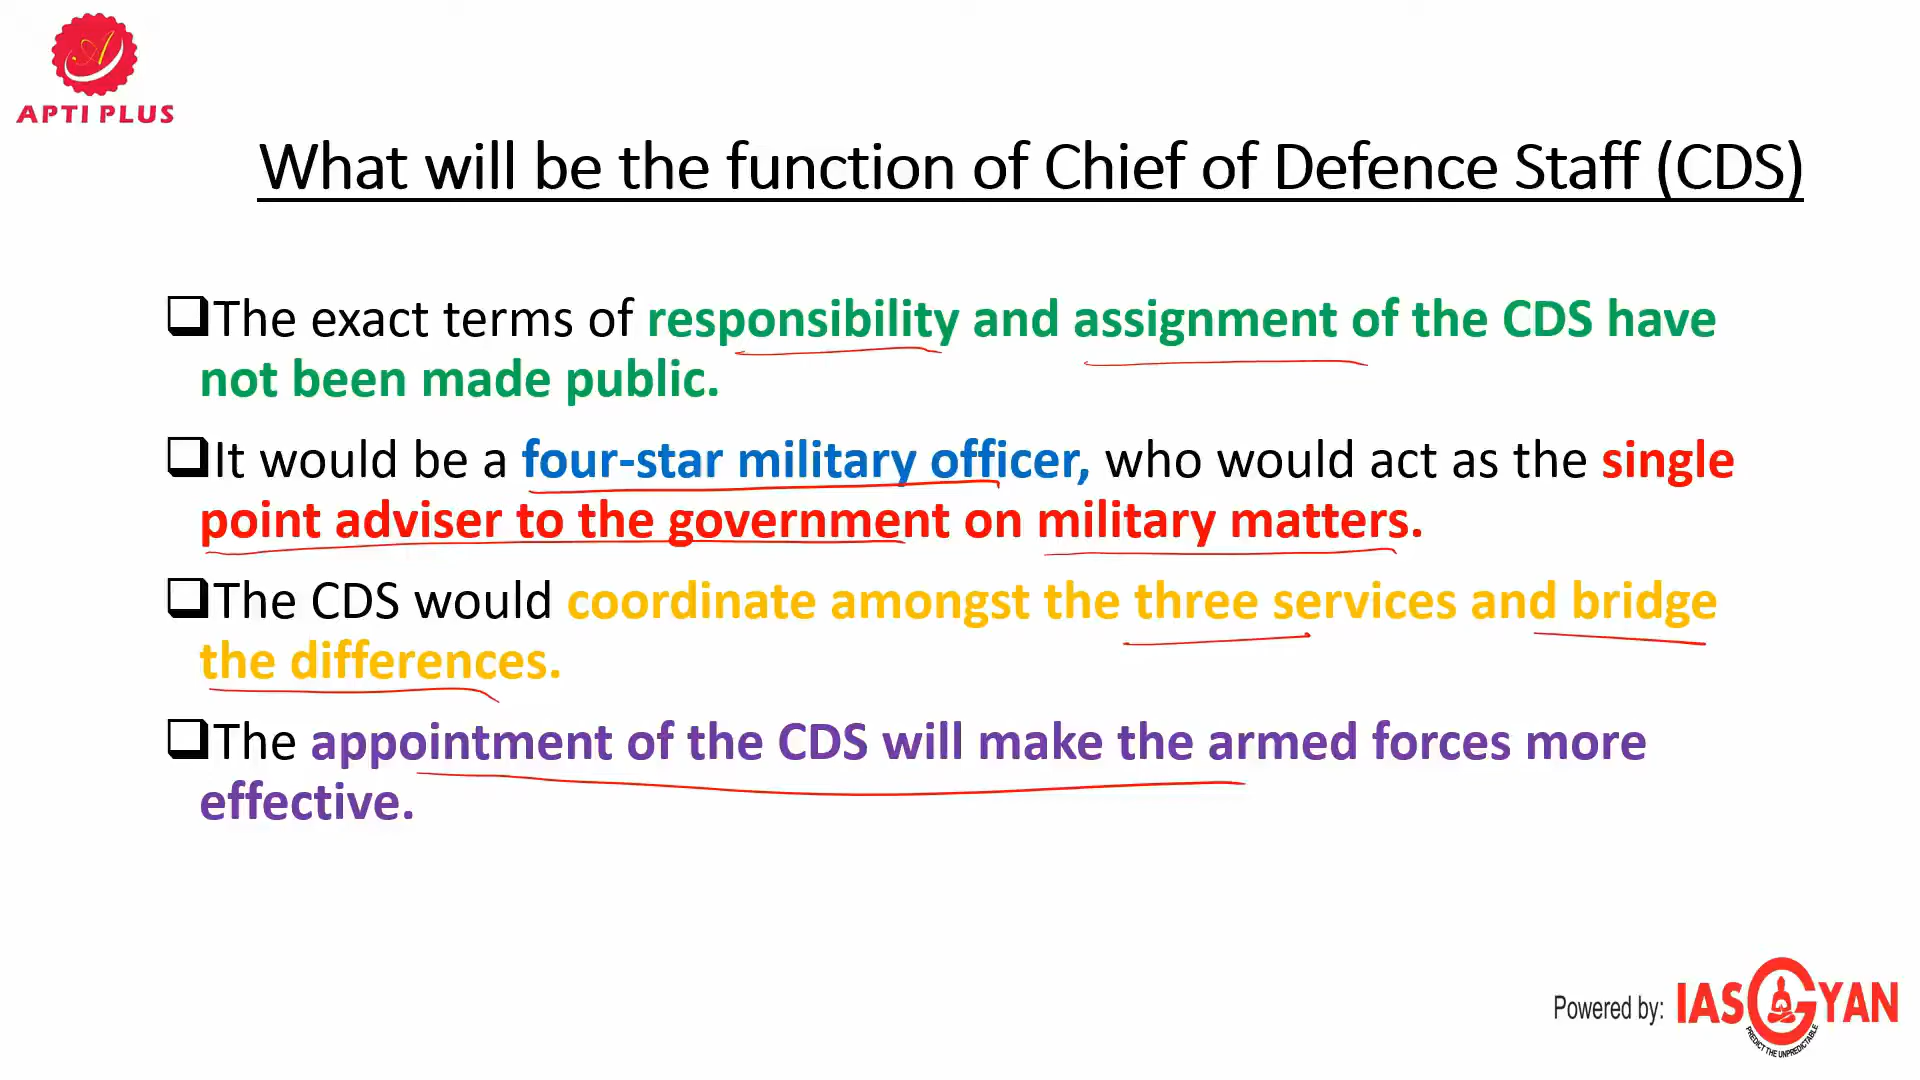 APTI PLUS
What will be the function of Chief of Defence Staff (CDS)
The exact terms of responsibility and assignment of the CDS have
not been made public.
It would be a four-star military officer, who would act as the single
point adviser to the government on military matters.
The CDS would coordinate amongst the three services and bridge
the differences.
The appointment of the CDS will make the armed forces more
effective.
Powered by: IAS GYAN
PREDICT THE UNPREDICTABLE